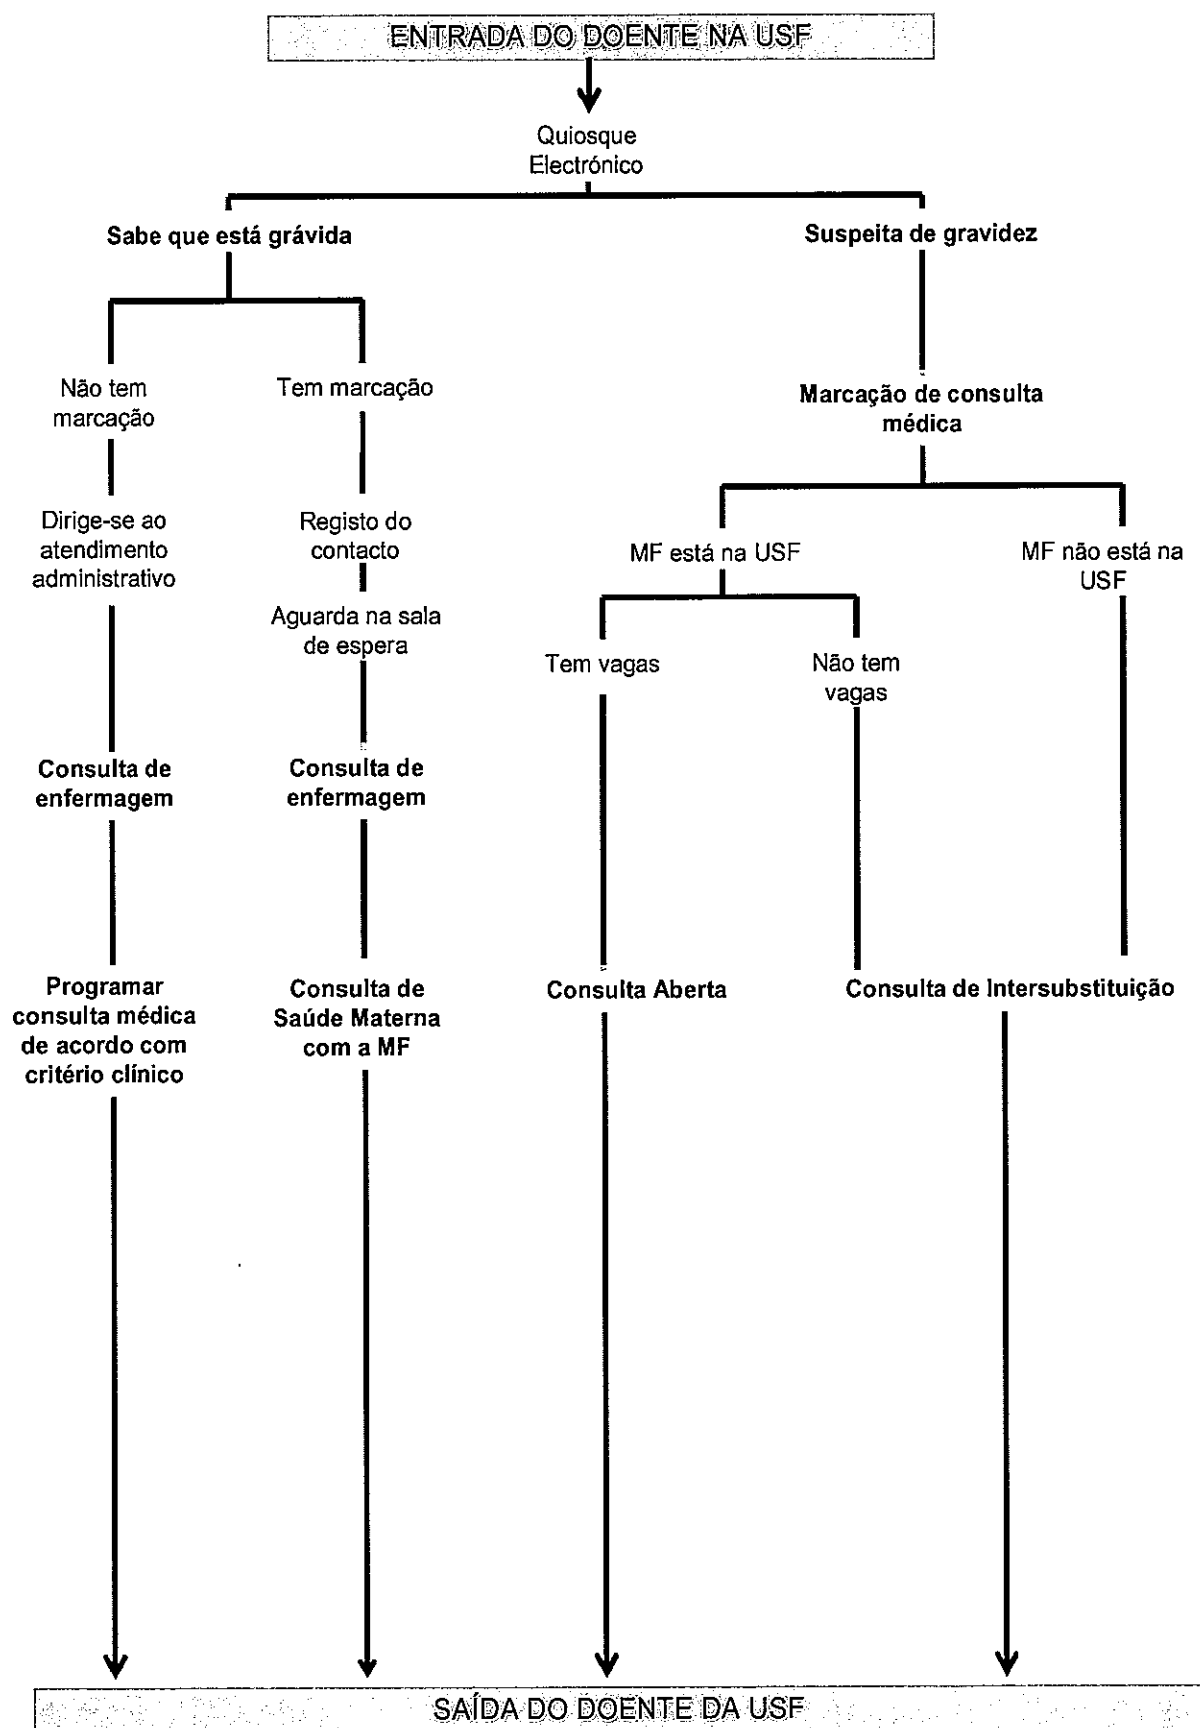 ENTRADA DO DOENTE NA USF
Quiosque
Electrónico
Sabe que está grávida
Suspeita de gravidez
Não tem
marcação
Tem marcação
Marcação de consulta
médica
Dirige-se ao
atendimento
administrativo
Registo do
contacto
MF está na USF
MF não está na
USF
Aguarda na sala
de espera
Tem vagas
Não tem
vagas
Consulta de
enfermagem
Consulta de
enfermagem
Programar
consulta médica
de acordo com
critério clínico
Consulta de
Saúde Materna
com a MF
Consulta Aberta
Consulta de Intersubstituição
SAÍDA DO DOENTE DA USF